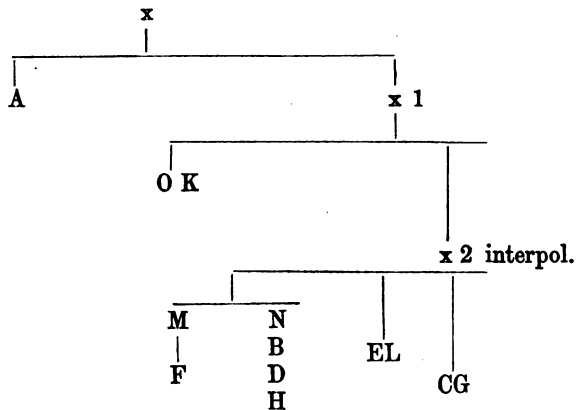 x
A x 1
O K
x 2 interpol.
M N
B EL
F D CG
H